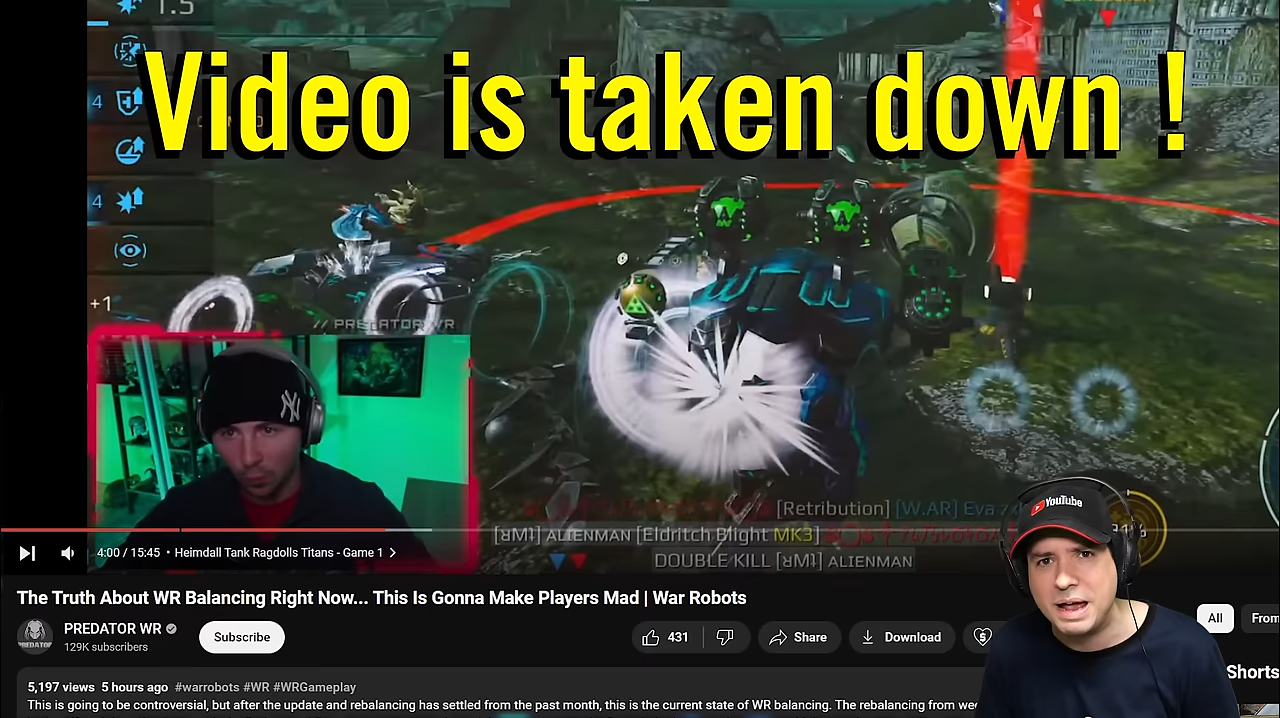 1.5
Video is taken down !
4
4
+1
// PREDATOR WR
[Retribution] [W.AR] Eva
[ᴚM1] ALIENMAN [Eldritch Blight MK3]
DOUBLE KILL [ᴚM1] ALIENMAN
4:00 / 15:45 • Heimdall Tank Ragdolls Titans - Game 1 >
YouTube
The Truth About WR Balancing Right Now... This Is Gonna Make Players Mad | War Robots
PREDATOR WR
129K subscribers
Subscribe
431
Share
Download
All
From
Shorts
5,197 views 5 hours ago #warrobots #WR #WRGameplay
This is going to be controversial, but after the update and rebalancing has settled from the past month, this is the current state of WR balancing. The rebalancing from